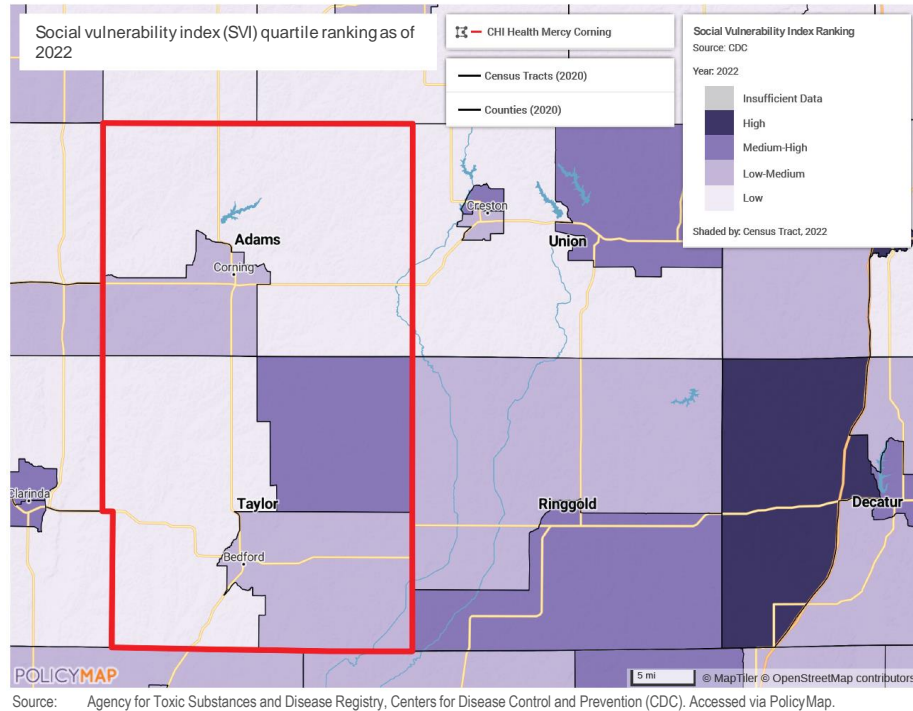 Social vulnerability index (SVI) quartile ranking as of
2022
CHI Health Mercy Corning
Census Tracts (2020)
Counties (2020)
Social Vulnerability Index Ranking
Source: CDC
Year: 2022
Insufficient Data
High
Medium-High
Low-Medium
Low
Shaded by: Census Tract, 2022
Creston
Adams
Union
Corning
Clarinda
Taylor
Ringgold
Decatur
Bedford
POLICYMAP
5 mi
© MapTiler © OpenStreetMap contributors
Source: Agency for Toxic Substances and Disease Registry, Centers for Disease Control and Prevention (CDC). Accessed via PolicyMap.